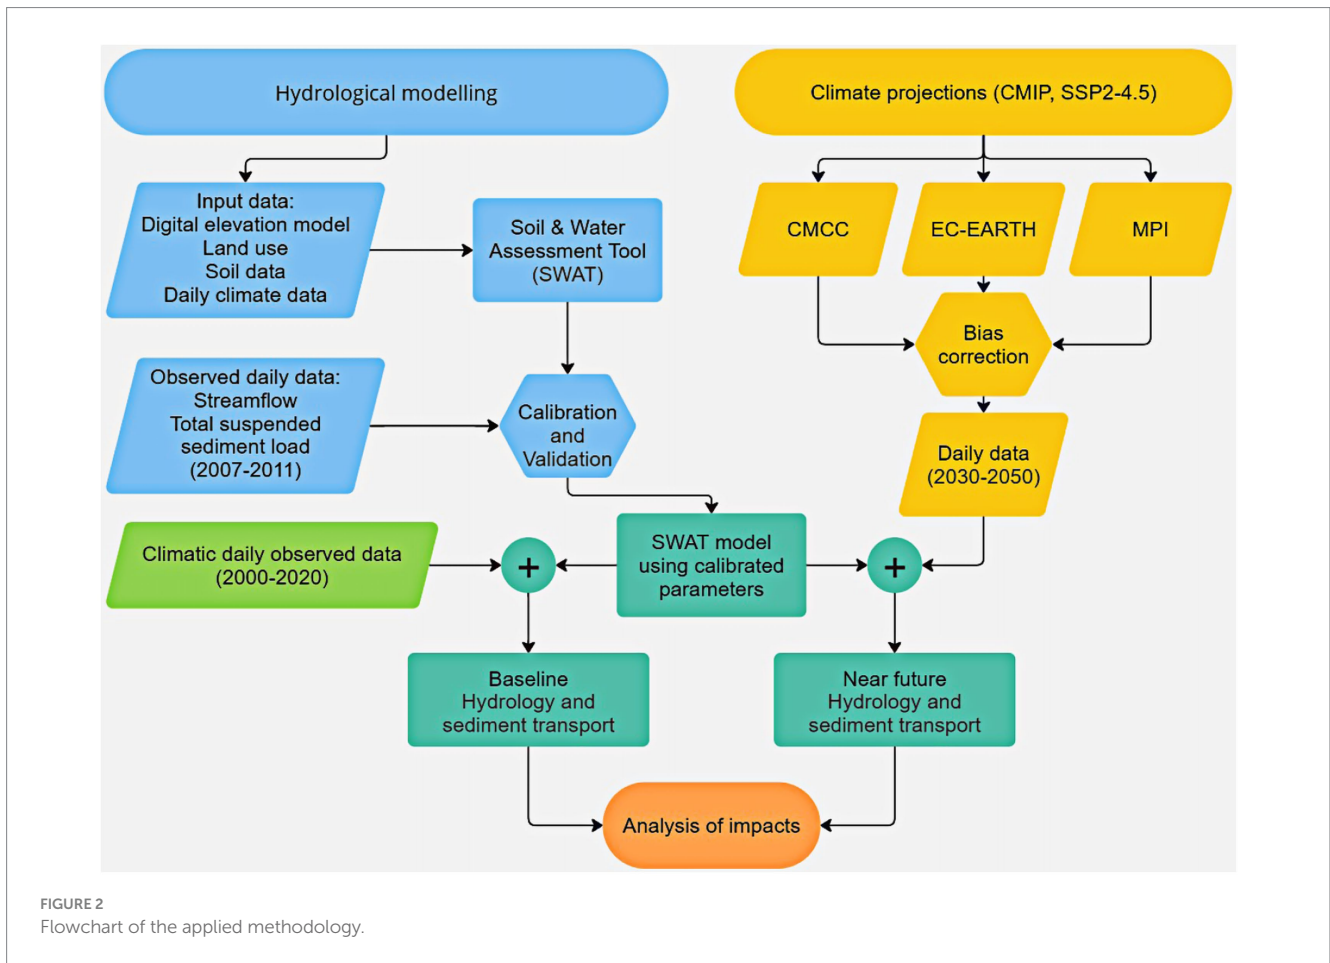 Hydrological modelling
Climate projections (CMIP, SSP2-4.5)
Input data:
Digital elevation model
Land use
Soil data
Daily climate data
Soil & Water
Assessment Tool
(SWAT)
CMCC
EC-EARTH
MPI
Bias
correction
Observed daily data:
Streamflow
Total suspended
sediment load
(2007-2011)
Calibration
and
Validation
Daily data
(2030-2050)
Climatic daily observed data
(2000-2020)
+
SWAT model
using calibrated
parameters
+
Baseline
Hydrology and
sediment transport
Near future
Hydrology and
sediment transport
Analysis of impacts
FIGURE 2
Flowchart of the applied methodology.